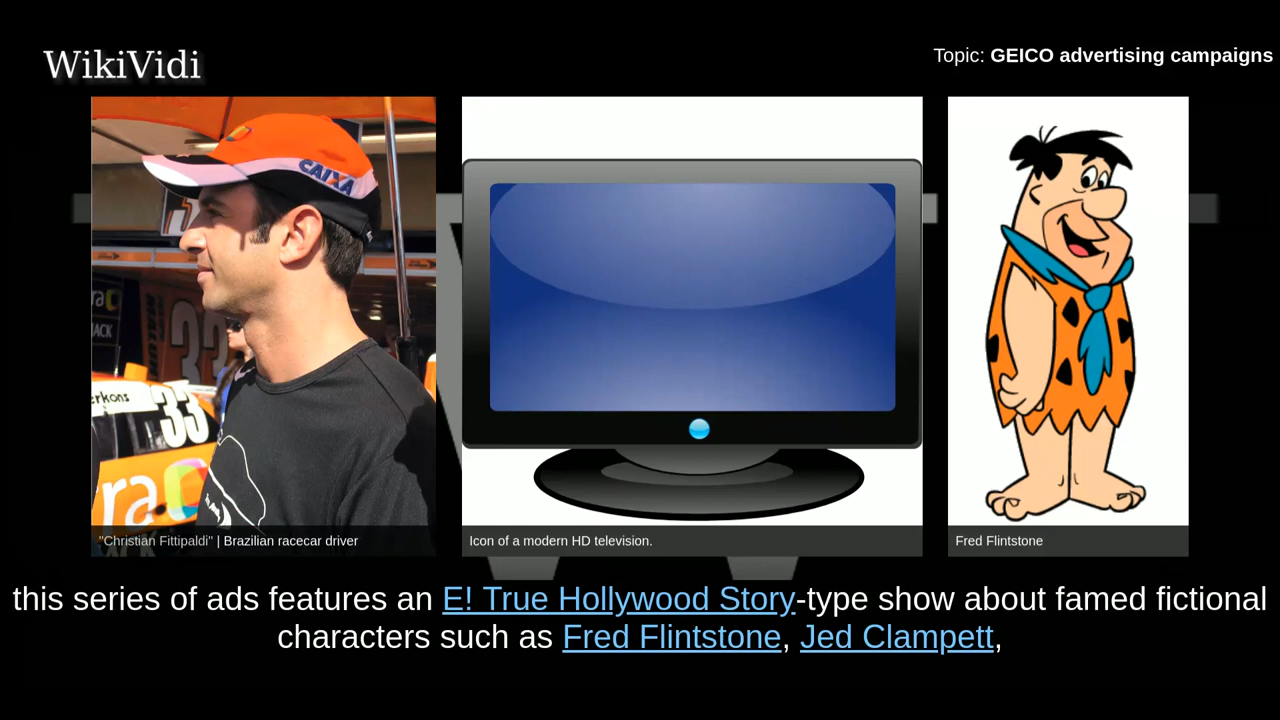 WikiVidi
Topic: GEICO advertising campaigns
CAIXA
33
"Christian Fittipaldi" | Brazilian racecar driver
Icon of a modern HD television.
Fred Flintstone
this series of ads features an E! True Hollywood Story-type show about famed fictional
characters such as Fred Flintstone, Jed Clampett,